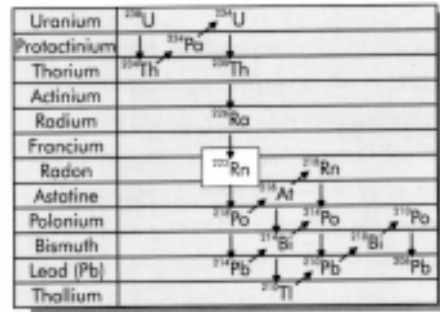 Uranium ²³⁸U ²³⁴U
Protactinium ²³⁴Pa
Thorium ²³⁴Th ²³⁰Th
Actinium
Radium ²²⁶Ra
Francium
Radon ²²²Rn ²¹⁸Rn
Astatine ²¹⁸At
Polonium ²¹⁸Po ²¹⁴Po ²¹⁰Po
Bismuth ²¹⁴Bi ²¹⁰Bi
Lead (Pb) ²¹⁴Pb ²¹⁰Pb ²⁰⁶Pb
Thallium ²¹⁰Tl